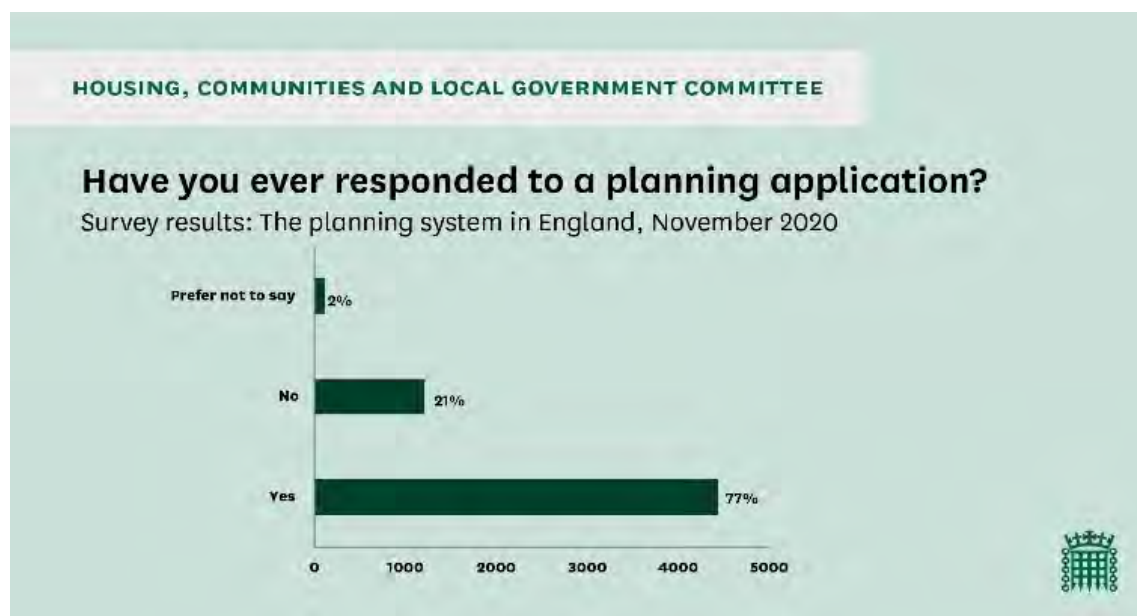 HOUSING, COMMUNITIES AND LOCAL GOVERNMENT COMMITTEE
Have you ever responded to a planning application?
Survey results: The planning system in England, November 2020
Prefer not to say 2%
No 21%
Yes 77%
0 1000 2000 3000 4000 5000